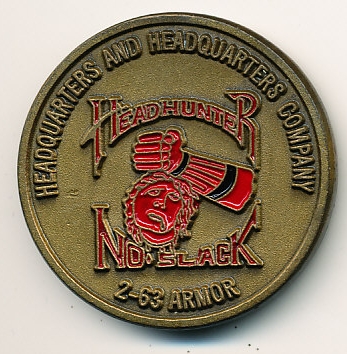 HEADQUARTERS AND HEADQUARTERS COMPANY
HEADHUNTER
NO SLACK
2-63 ARMOR